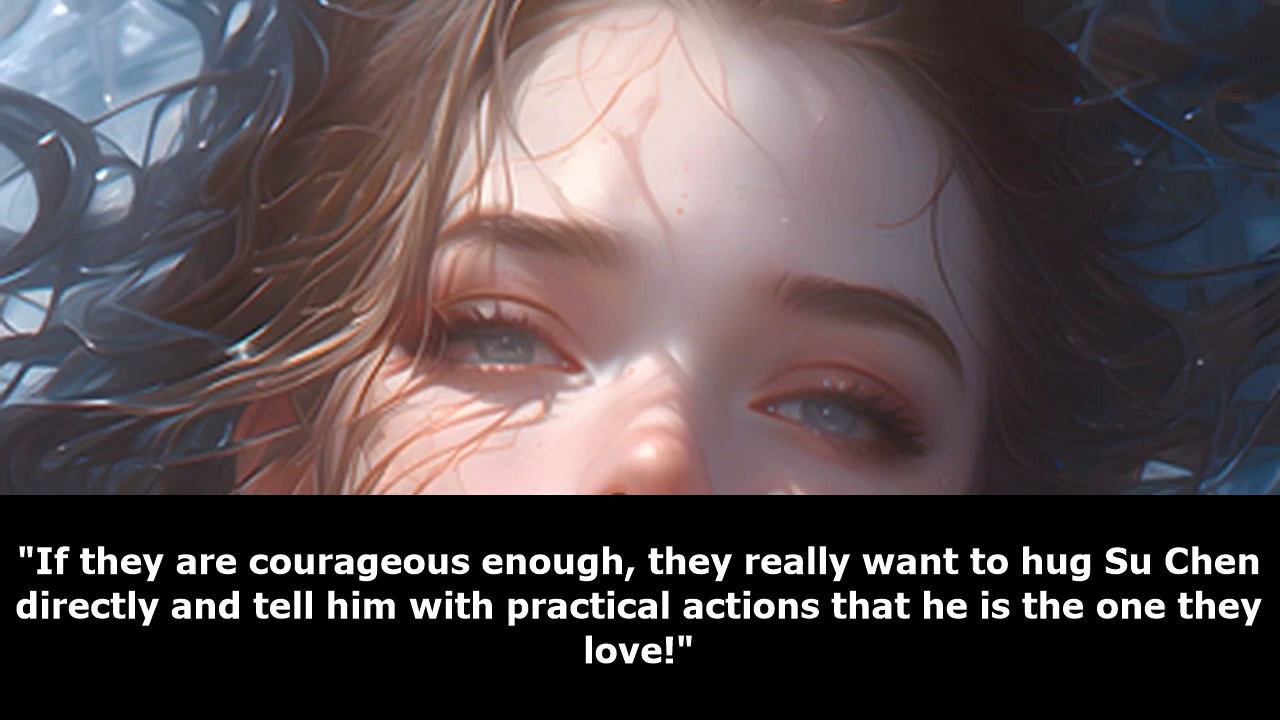 "If they are courageous enough, they really want to hug Su Chen
directly and tell him with practical actions that he is the one they
love!"